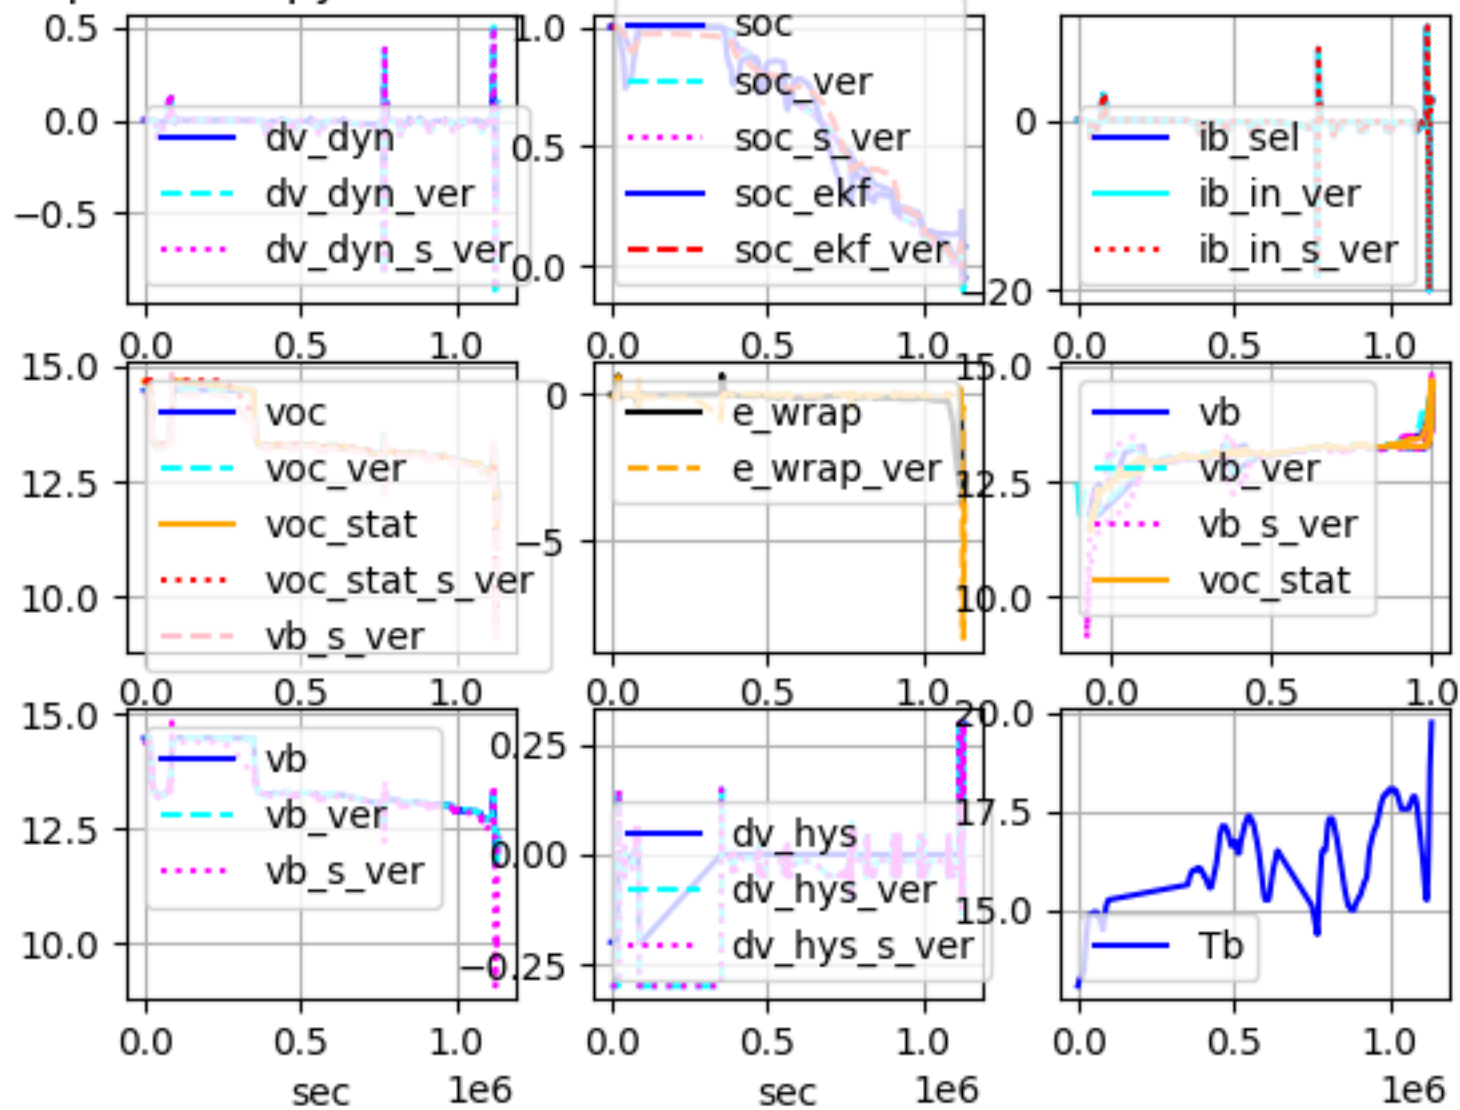 0.5
0.0
−0.5
0.0 0.5 1.0
dv_dyn
dv_dyn_ver
dv_dyn_s_ver
1.0
0.5
0.0
0.0 0.5 1.0
soc
soc_ver
soc_s_ver
soc_ekf
soc_ekf_ver
0
−20
0.0 0.5 1.0
ib_sel
ib_in_ver
ib_in_s_ver
15.0
12.5
10.0
0.0 0.5 1.0
voc
voc_ver
voc_stat
voc_stat_s_ver
vb_s_ver
0
−5
0.0 0.5 1.0
e_wrap
e_wrap_ver
15.0
12.5
10.0
0.0 0.5 1.0
vb
vb_ver
vb_s_ver
voc_stat
15.0
12.5
10.0
0.0 0.5 1.0
sec 1e6
vb
vb_ver
vb_s_ver
0.25
0.00
−0.25
0.0 0.5 1.0
sec 1e6
dv_hys
dv_hys_ver
dv_hys_s_ver
20.0
17.5
15.0
0.0 0.5 1.0
1e6
Tb